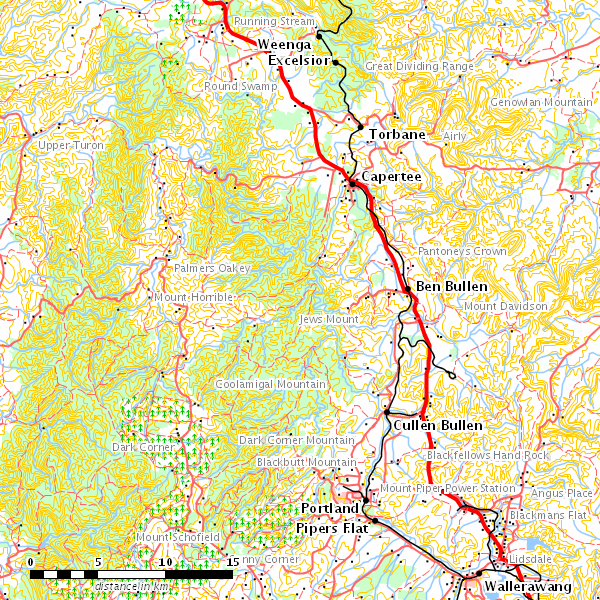 Running Stream
Weenga
Excelsior
Great Dividing Range
Round Swamp
Genowlan Mountain
Torbane
Airly
Upper Turon
Capertee
Pantoneys Crown
Palmers Oakey
Ben Bullen
Mount Horrible
Mount Davidson
Jews Mount
Coolamigal Mountain
Cullen Bullen
Dark Corner Mountain
Dark Corner
Blackfellows Hand Rock
Blackbutt Mountain
Mount Piper Power Station
Angus Place
Portland
Blackmans Flat
Pipers Flat
Mount Schofield
nny Corner
Lidsdale
0 5 10 15
distance in km
Wallerawang